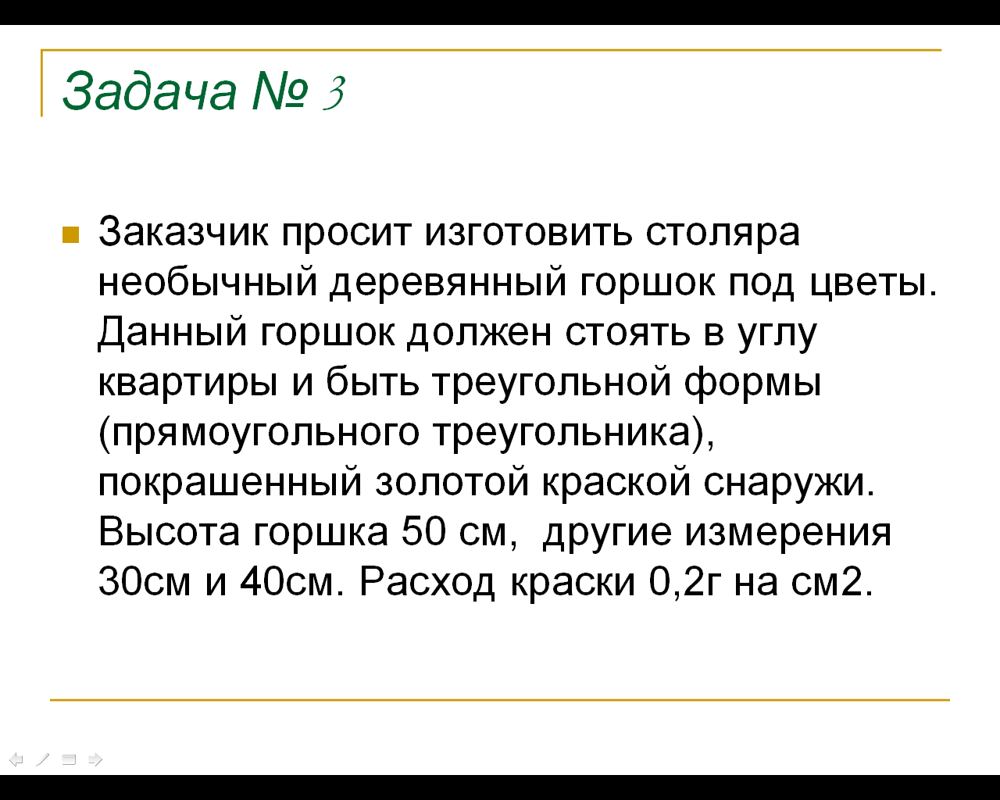 Задача № 3
Заказчик просит изготовить столяра
необычный деревянный горшок под цветы.
Данный горшок должен стоять в углу
квартиры и быть треугольной формы
(прямоугольного треугольника),
покрашенный золотой краской снаружи.
Высота горшка 50 см,  другие измерения
30см и 40см. Расход краски 0,2г на см2.